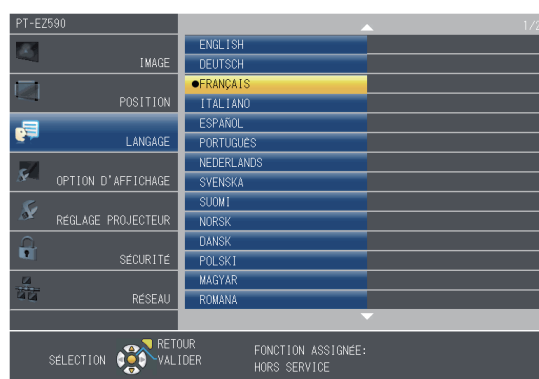 PT-EZ590
1/2
IMAGE
POSITION
LANGAGE
OPTION D'AFFICHAGE
RÉGLAGE PROJECTEUR
SÉCURITÉ
RÉSEAU
ENGLISH
DEUTSCH
FRANÇAIS
ITALIANO
ESPAÑOL
PORTUGUÊS
NEDERLANDS
SVENSKA
SUOMI
NORSK
DANSK
POLSKI
MAGYAR
ROMANA
RETOUR
SÉLECTION VALIDER
FONCTION ASSIGNÉE:
HORS SERVICE